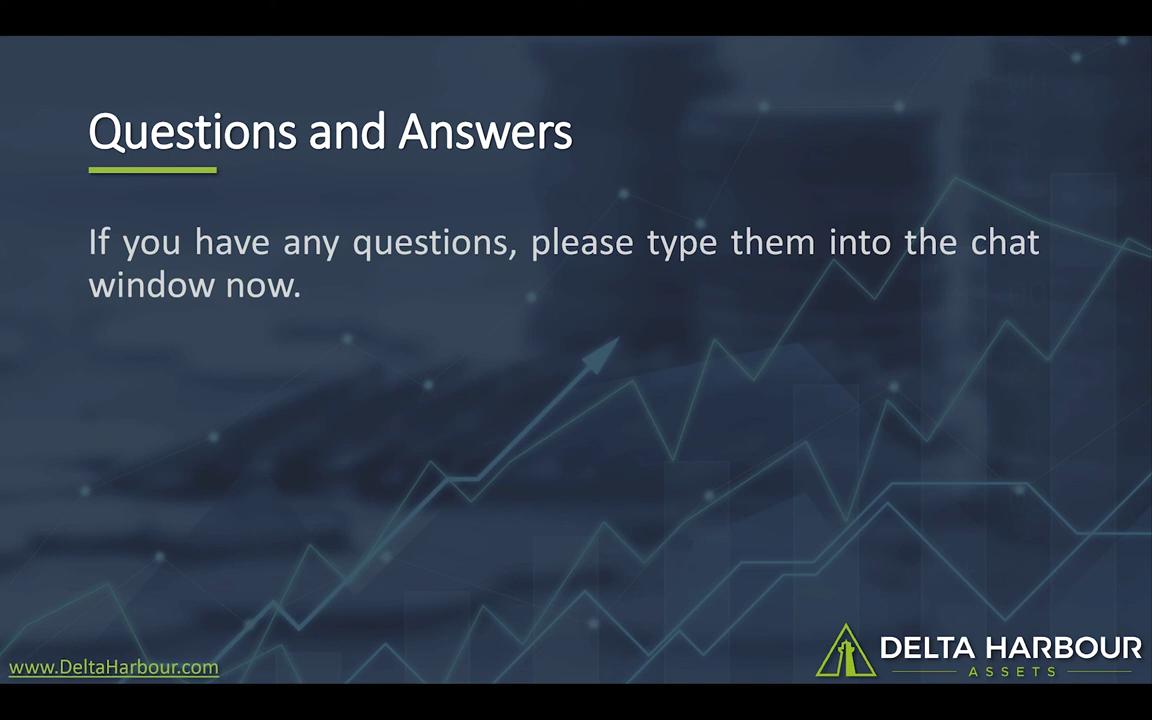 Questions and Answers
If you have any questions, please type them into the chat
window now.
www.DeltaHarbour.com
DELTA HARBOUR
ASSETS